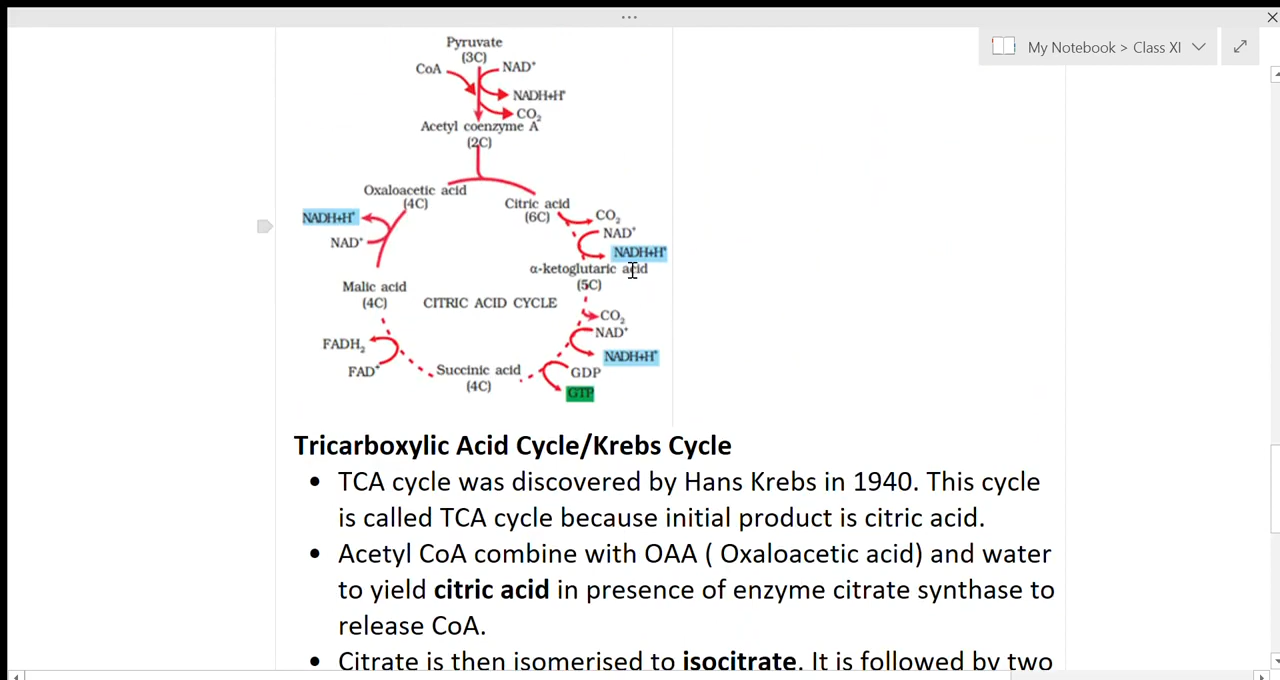 ...
My Notebook > Class XI
Pyruvate
(3C)
CoA
NAD⁺
NADH+H⁺
CO₂
Acetyl coenzyme A
(2C)
Oxaloacetic acid
(4C)
Citric acid
(6C)
CO₂
NAD⁺
NADH+H⁺
NADH+H⁺
NAD⁺
α-ketoglutaric acid
(5C)
Malic acid
(4C)
CITRIC ACID CYCLE
CO₂
NAD⁺
NADH+H⁺
FADH₂
FAD⁺
Succinic acid
(4C)
GDP
GTP
Tricarboxylic Acid Cycle/Krebs Cycle
• TCA cycle was discovered by Hans Krebs in 1940. This cycle
is called TCA cycle because initial product is citric acid.
• Acetyl CoA combine with OAA ( Oxaloacetic acid) and water
to yield citric acid in presence of enzyme citrate synthase to
release CoA.
• Citrate is then isomerised to isocitrate. It is followed by two